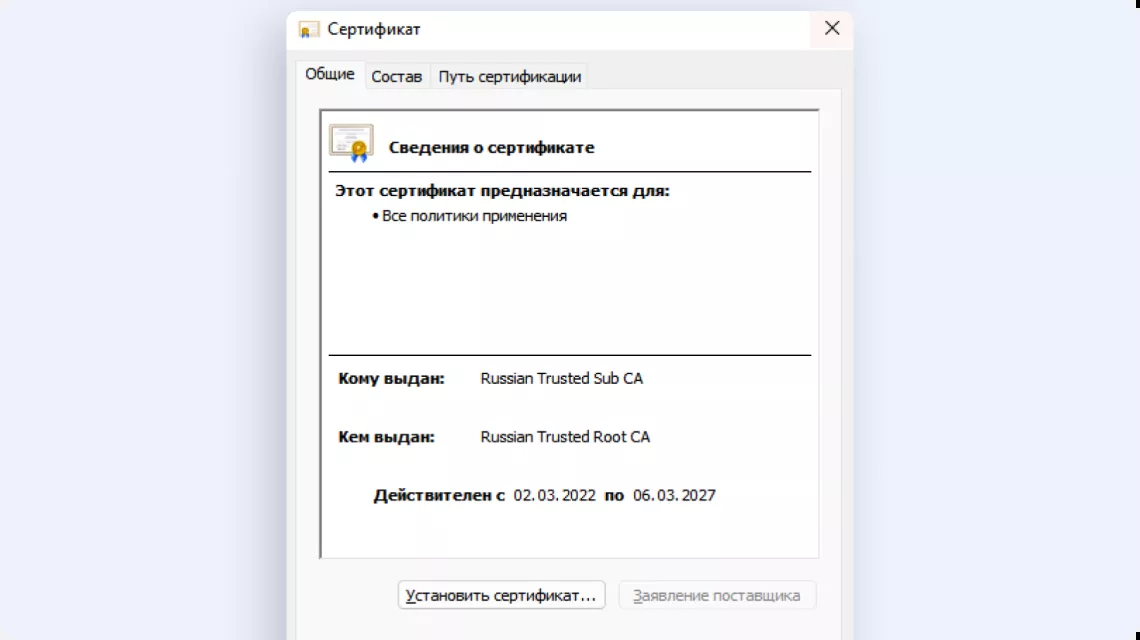 Сертификат
Общие Состав Путь сертификации
Сведения о сертификате
Этот сертификат предназначается для:
• Все политики применения
Кому выдан: Russian Trusted Sub CA
Кем выдан: Russian Trusted Root CA
Действителен с 02.03.2022 по 06.03.2027
Установить сертификат... Заявление поставщика